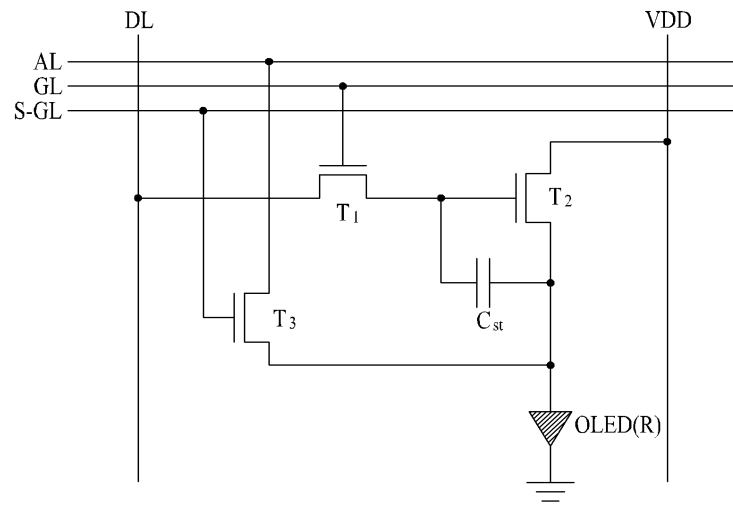 DL
VDD
AL
GL
S-GL
T1
T2
T3
Cst
OLED(R)